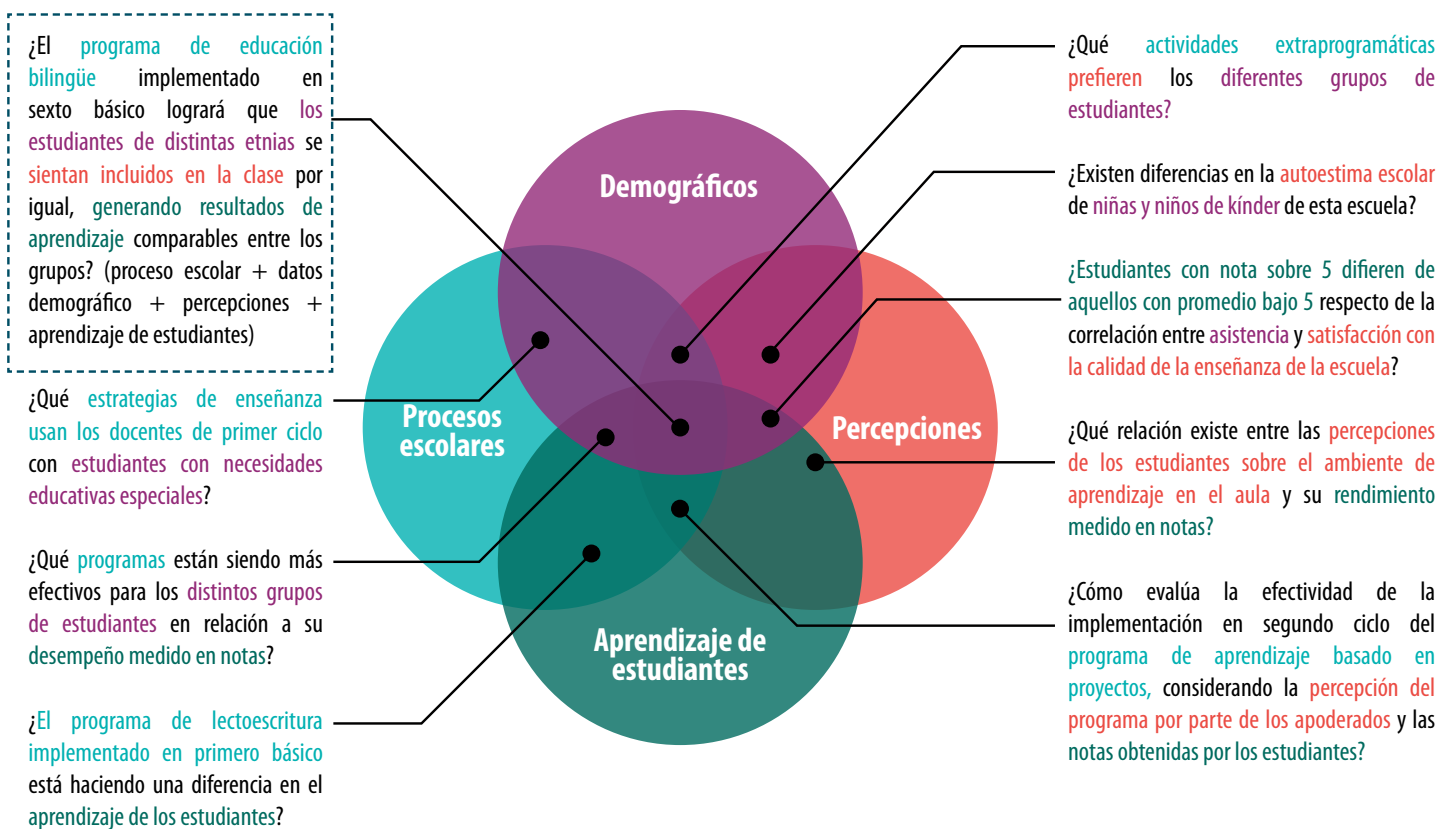 ¿El programa de educación
bilingüe implementado en
sexto básico logrará que los
estudiantes de distintas etnias se
sientan incluidos en la clase por
igual, generando resultados de
aprendizaje comparables entre los
grupos? (proceso escolar + datos
demográfico + percepciones +
aprendizaje de estudiantes)
¿Qué estrategias de enseñanza
usan los docentes de primer ciclo
con estudiantes con necesidades
educativas especiales?
¿Qué programas están siendo más
efectivos para los distintos grupos
de estudiantes en relación a su
desempeño medido en notas?
¿El programa de lectoescritura
implementado en primero básico
está haciendo una diferencia en el
aprendizaje de los estudiantes?
Demográficos
Procesos
escolares
Percepciones
Aprendizaje de
estudiantes
¿Qué actividades extraprogramáticas
prefieren los diferentes grupos de
estudiantes?
¿Existen diferencias en la autoestima escolar
de niñas y niños de kínder de esta escuela?
¿Estudiantes con nota sobre 5 difieren de
aquellos con promedio bajo 5 respecto de la
correlación entre asistencia y satisfacción con
la calidad de la enseñanza de la escuela?
¿Qué relación existe entre las percepciones
de los estudiantes sobre el ambiente de
aprendizaje en el aula y su rendimiento
medido en notas?
¿Cómo evalúa la efectividad de la
implementación en segundo ciclo del
programa de aprendizaje basado en
proyectos, considerando la percepción del
programa por parte de los apoderados y las
notas obtenidas por los estudiantes?